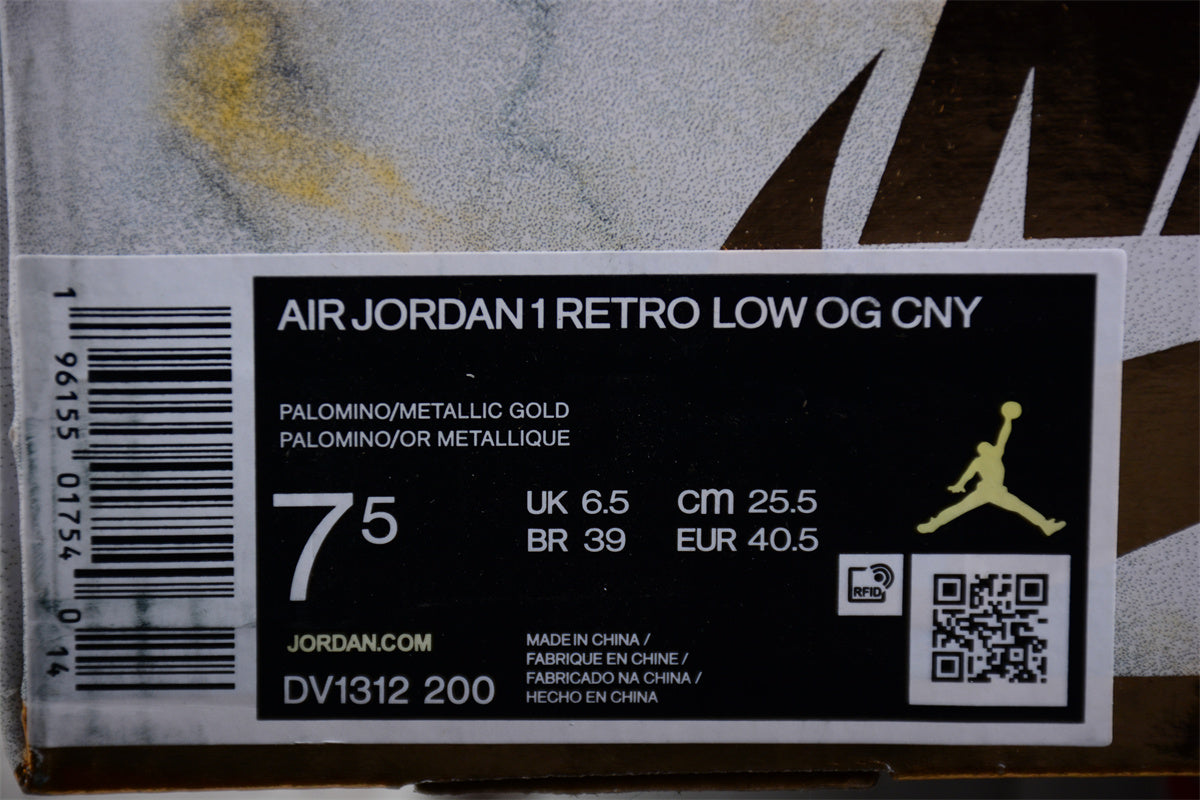 AIR JORDAN 1 RETRO LOW OG CNY
PALOMINO/METALLIC GOLD
PALOMINO/OR METALLIQUE
7 5
UK 6.5 cm 25.5
BR 39 EUR 40.5
RFID
JORDAN.COM
DV1312 200
MADE IN CHINA /
FABRIQUE EN CHINE /
FABRICADO NA CHINA /
HECHO EN CHINA
1 96155 01754 0 14